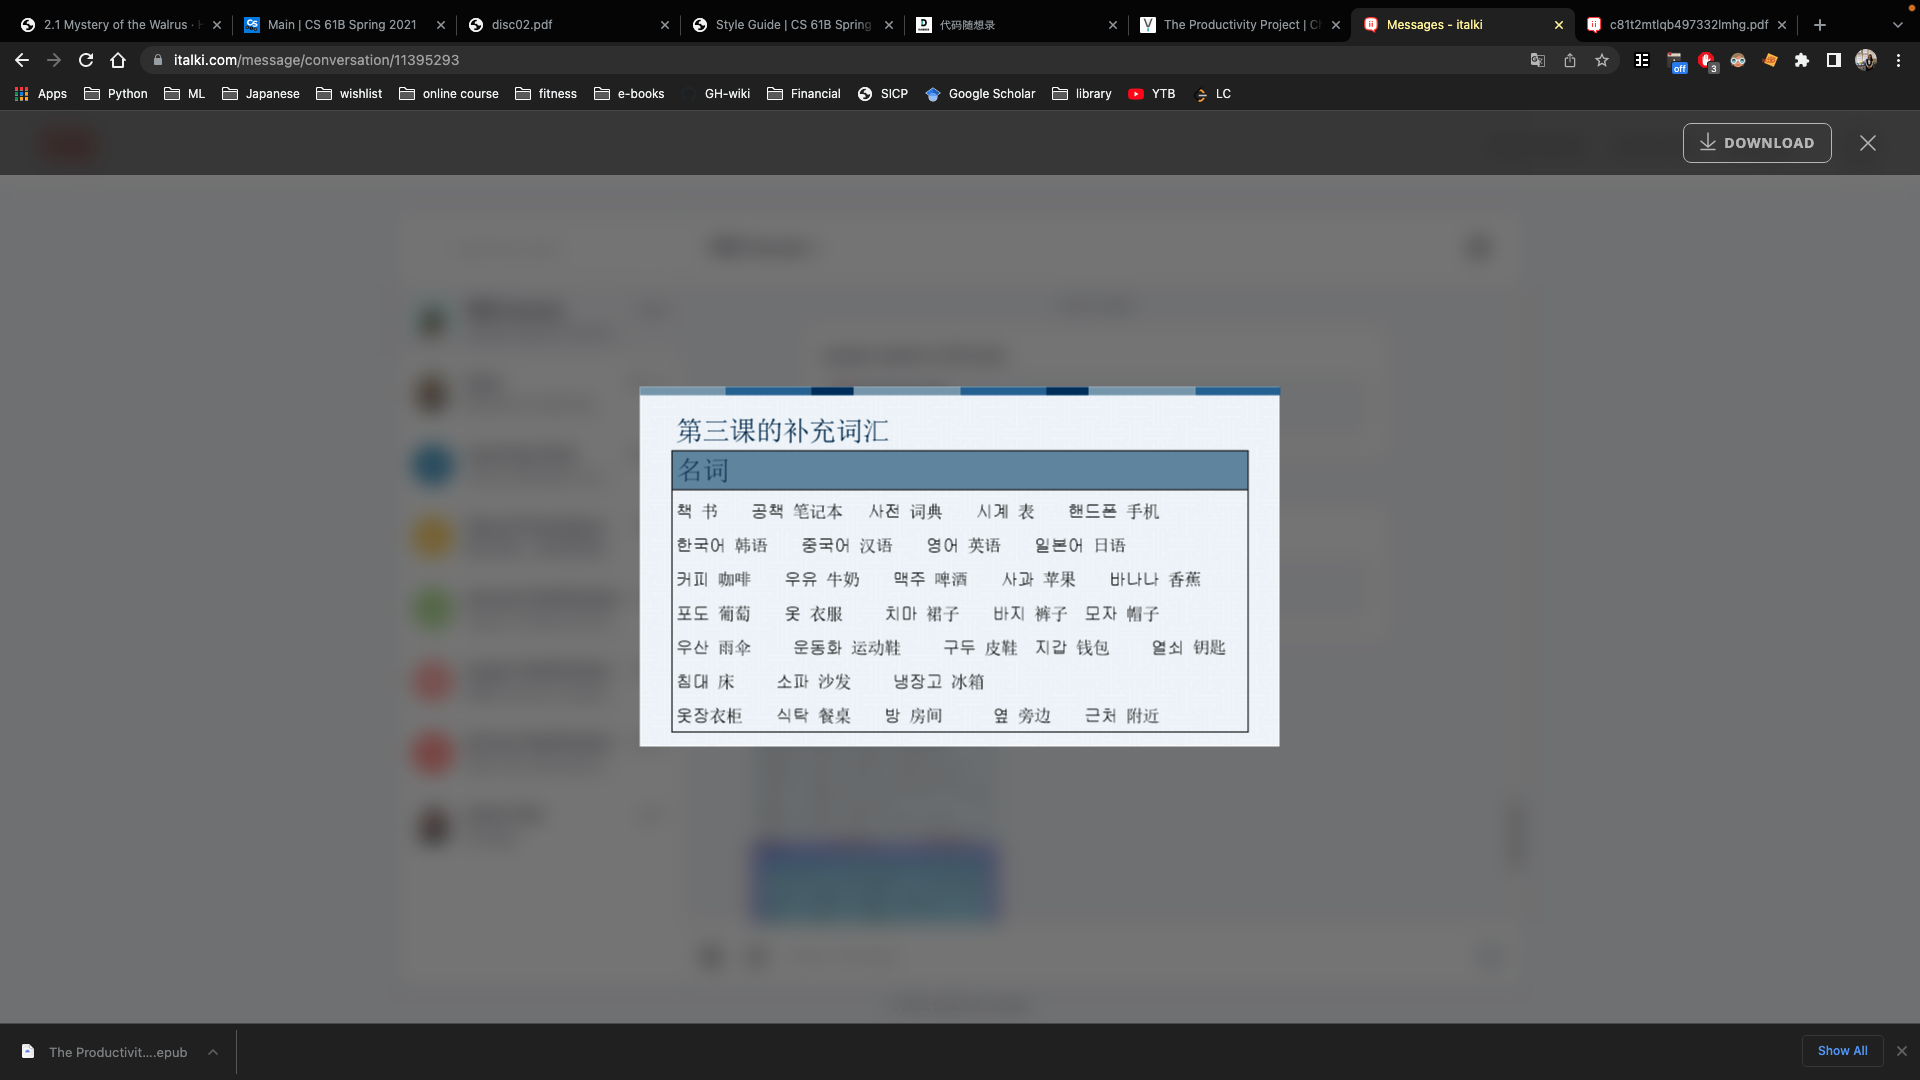 2.1 Mystery of the Walrus ·
Main | CS 61B Spring 2021
disc02.pdf
Style Guide | CS 61B Spring
代码随想录
The Productivity Project |
Messages - italki
c81t2mtlqb497332lmhg.pdf
italki.com/message/conversation/11395293
off
3
Apps
Python
ML
Japanese
wishlist
online course
fitness
e-books
GH-wiki
Financial
SICP
Google Scholar
library
YTB
LC
DOWNLOAD
第三课的补充词汇
名词
책 书 공책 笔记本 사전 词典 시계 表 핸드폰 手机
한국어 韩语 중국어 汉语 영어 英语 일본어 日语
커피 咖啡 우유 牛奶 맥주 啤酒 사과 苹果 바나나 香蕉
포도 葡萄 옷 衣服 치마 裙子 바지 裤子 모자 帽子
우산 雨伞 운동화 运动鞋 구두 皮鞋 지갑 钱包 열쇠 钥匙
침대 床 소파 沙发 냉장고 冰箱
옷장衣柜 식탁 餐桌 방 房间 옆 旁边 근처 附近
The Productivit....epub
Show All